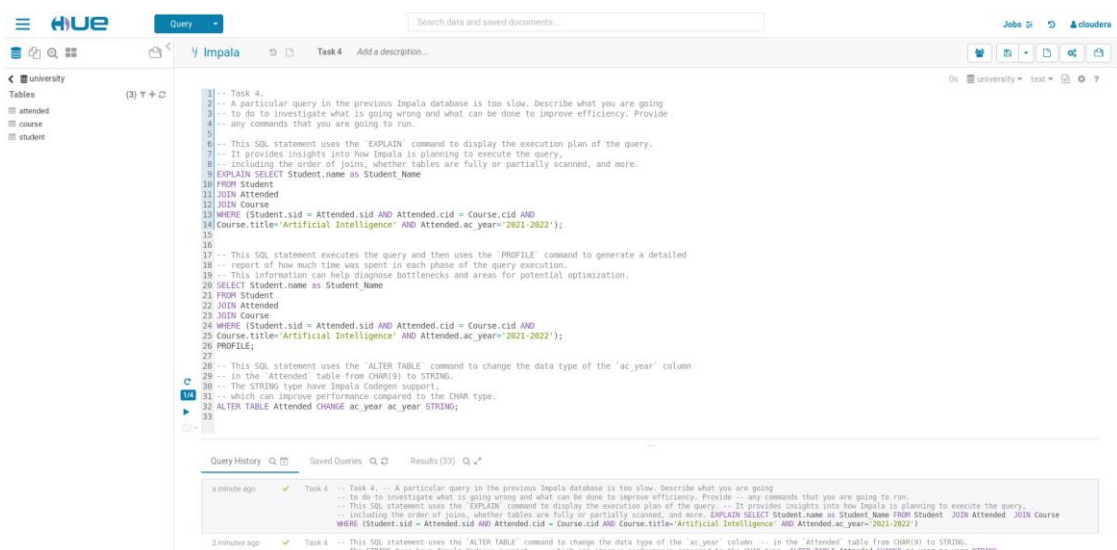 HUE
Query
Search data and saved documents...
Jobs
cloudera
Impala
Task 4 Add a description...
university
Tables (3)
attended
course
student
0s university text ?
1 -- Task 4.
2 -- A particular query in the previous Impala database is too slow. Describe what you are going
3 -- to do to investigate what is going wrong and what can be done to improve efficiency. Provide
4 -- any commands that you are going to run.
5
6 -- This SQL statement uses the `EXPLAIN` command to display the execution plan of the query.
7 -- It provides insights into how Impala is planning to execute the query,
8 -- including the order of joins, whether tables are fully or partially scanned, and more.
9 EXPLAIN SELECT Student.name as Student_Name
10 FROM Student
11 JOIN Attended
12 JOIN Course
13 WHERE (Student.sid = Attended.sid AND Attended.cid = Course.cid AND
14 Course.title='Artificial Intelligence' AND Attended.ac_year='2021-2022');
15
16
17 -- This SQL statement executes the query and then uses the `PROFILE` command to generate a detailed
18 -- report of how much time was spent in each phase of the query execution.
19 -- This information can help diagnose bottlenecks and areas for potential optimization.
20 SELECT Student.name as Student_Name
21 FROM Student
22 JOIN Attended
23 JOIN Course
24 WHERE (Student.sid = Attended.sid AND Attended.cid = Course.cid AND
25 Course.title='Artificial Intelligence' AND Attended.ac_year='2021-2022');
26 PROFILE;
27
28 -- This SQL statement uses the `ALTER TABLE` command to change the data type of the `ac_year` column
29 -- in the `Attended` table from CHAR(9) to STRING.
30 -- The STRING type have Impala Codegen support,
31 -- which can improve performance compared to the CHAR type.
32 ALTER TABLE Attended CHANGE ac_year ac_year STRING;
33
1/4
Query History Saved Queries Results (33)
a minute ago Task 4 -- Task 4. -- A particular query in the previous Impala database is too slow. Describe what you are going
-- to do to investigate what is going wrong and what can be done to improve efficiency. Provide -- any commands that you are going to run.
-- This SQL statement uses the `EXPLAIN` command to display the execution plan of the query. -- It provides insights into how Impala is planning to execute the query,
-- including the order of joins, whether tables are fully or partially scanned, and more. EXPLAIN SELECT Student.name as Student_Name FROM Student JOIN Attended JOIN Course
WHERE (Student.sid = Attended.sid AND Attended.cid = Course.cid AND Course.title='Artificial Intelligence' AND Attended.ac_year='2021-2022')
2 minutes ago Task 4 -- This SQL statement uses the `ALTER TABLE` command to change the data type of the `ac_year` column -- in the `Attended` table from CHAR(9) to STRING.